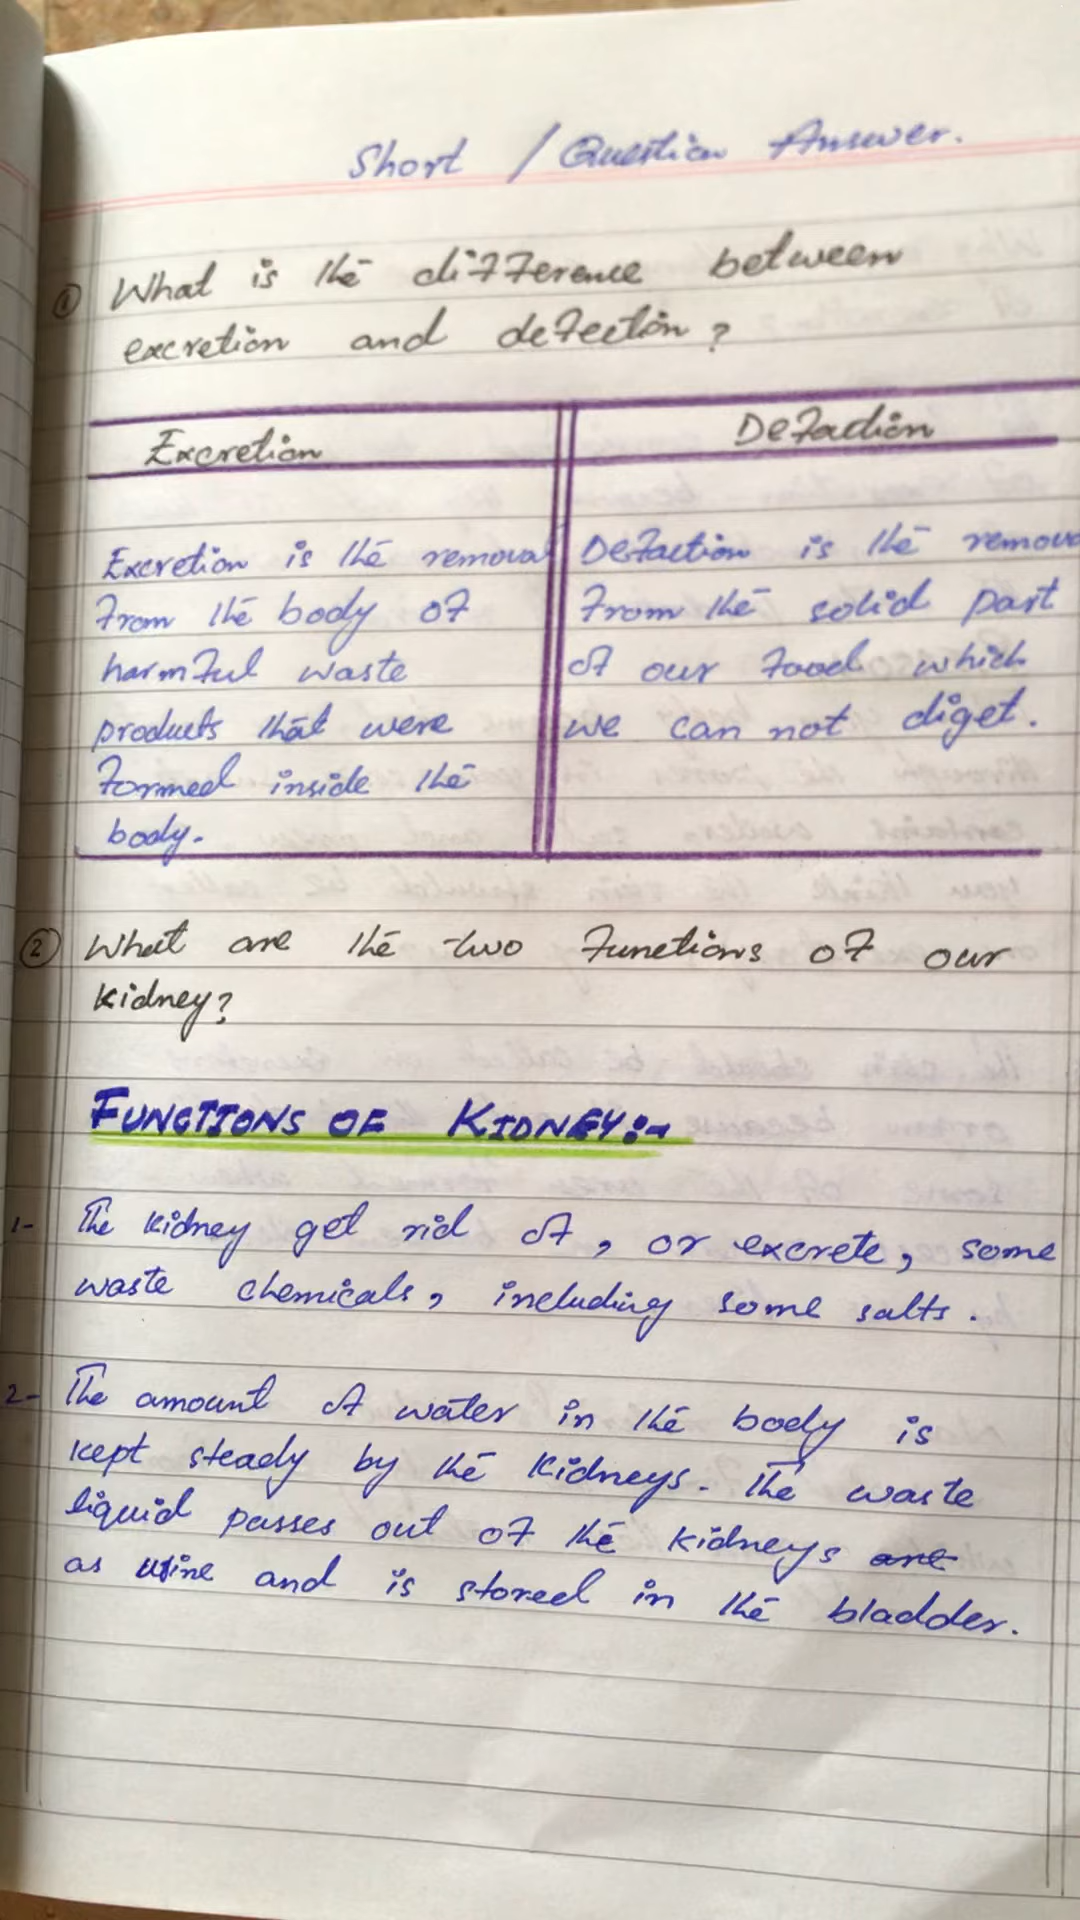 Short / Question Answer.
① What is the difference between
excretion and defection?
Excretion
Defaction
Excretion is the removal
from the body of
harmful waste
products that were
formed inside the
body.
Defaction is the remova
from the solid part
of our food which
we can not diget.
② What are the two functions of our
kidney?
FUNCTIONS OF KIDNEY:-
1- The kidney get rid of, or excrete, some
waste chemicals, including some salts.
2- The amount of water in the body is
kept steady by the kidneys. The waste
liquid passes out of the kidneys are
as urine and is stored in the bladder.